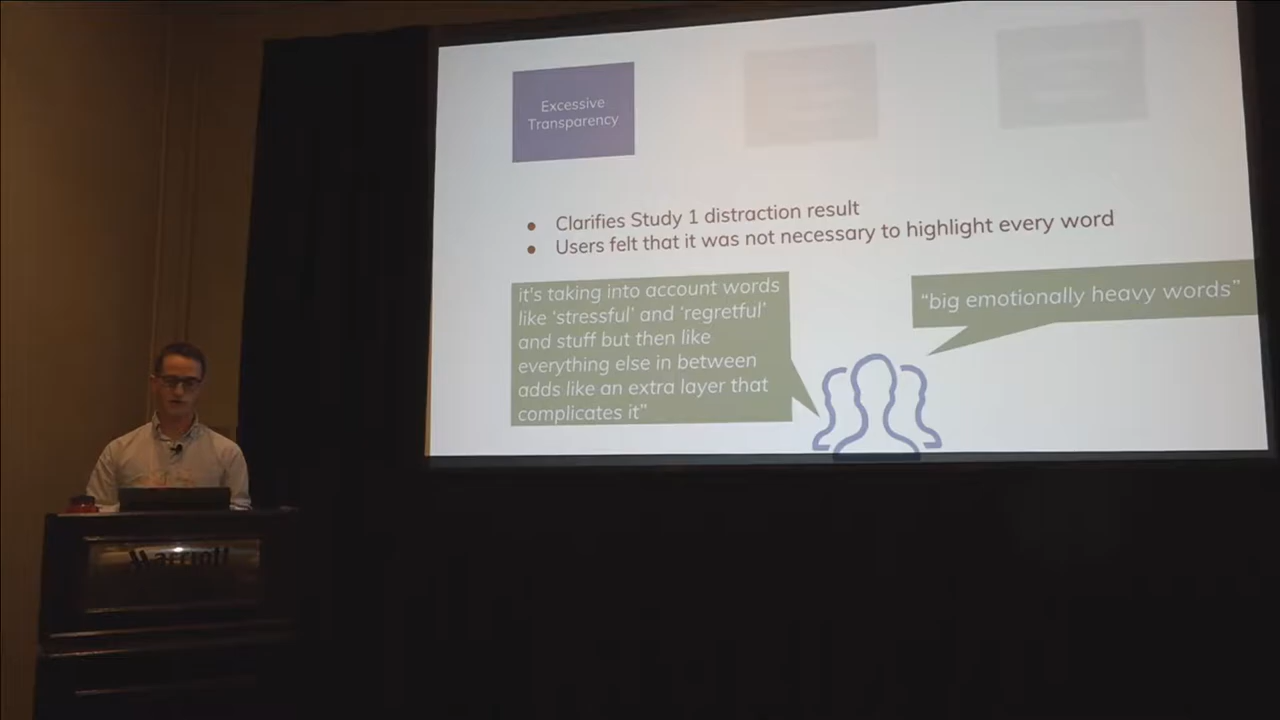 Excessive
Transparency
● Clarifies Study 1 distraction result
● Users felt that it was not necessary to highlight every word
it's taking into account words
like ‘stressful’ and ‘regretful’
and stuff but then like
everything else in between
adds like an extra layer that
complicates it”
“big emotionally heavy words”
Marriott